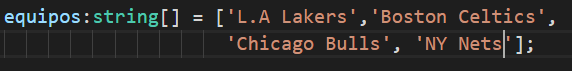 equipos:string[] = ['L.A Lakers','Boston Celtics',
'Chicago Bulls', 'NY Nets'];